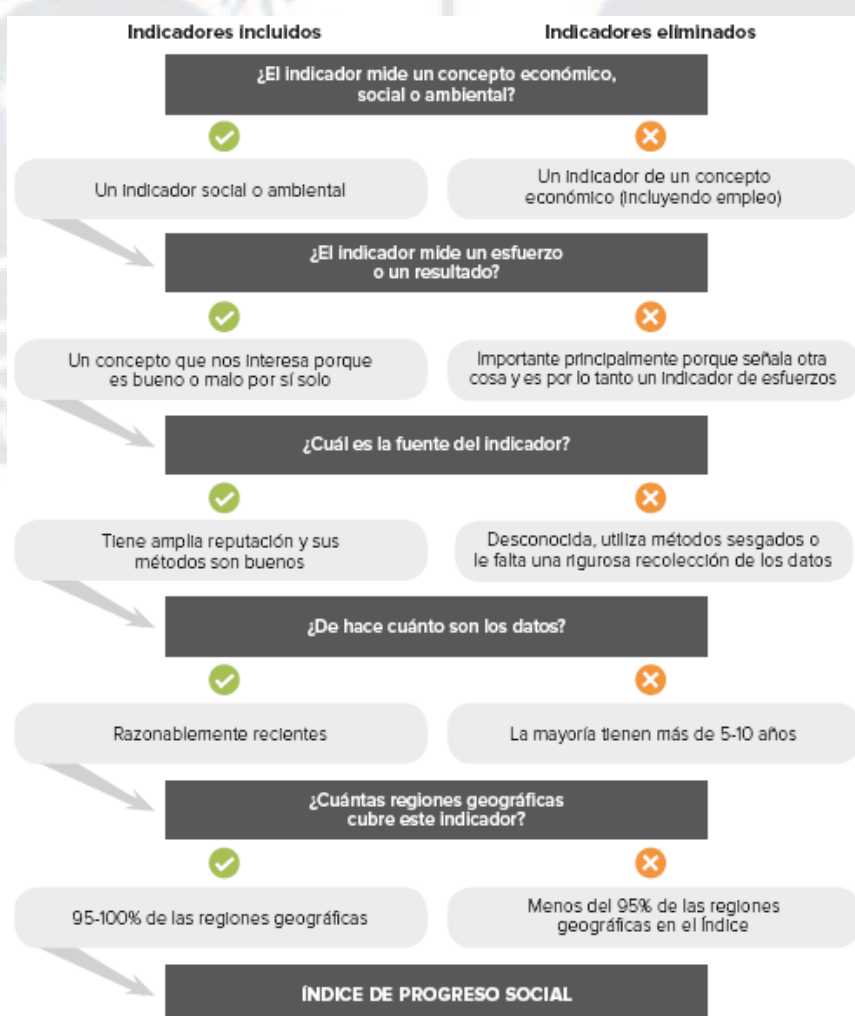 Indicadores incluidos
Indicadores eliminados
¿El indicador mide un concepto económico,
social o ambiental?
Un indicador social o ambiental
Un indicador de un concepto
económico (incluyendo empleo)
¿El indicador mide un esfuerzo
o un resultado?
Un concepto que nos interesa porque
es bueno o malo por sí solo
Importante principalmente porque señala otra
cosa y es por lo tanto un indicador de esfuerzos
¿Cuál es la fuente del indicador?
Tiene amplia reputación y sus
métodos son buenos
Desconocida, utiliza métodos sesgados o
le falta una rigurosa recolección de los datos
¿De hace cuánto son los datos?
Razonablemente recientes
La mayoría tienen más de 5-10 años
¿Cuántas regiones geográficas
cubre este indicador?
95-100% de las regiones geográficas
Menos del 95% de las regiones
geográficas en el Índice
ÍNDICE DE PROGRESO SOCIAL